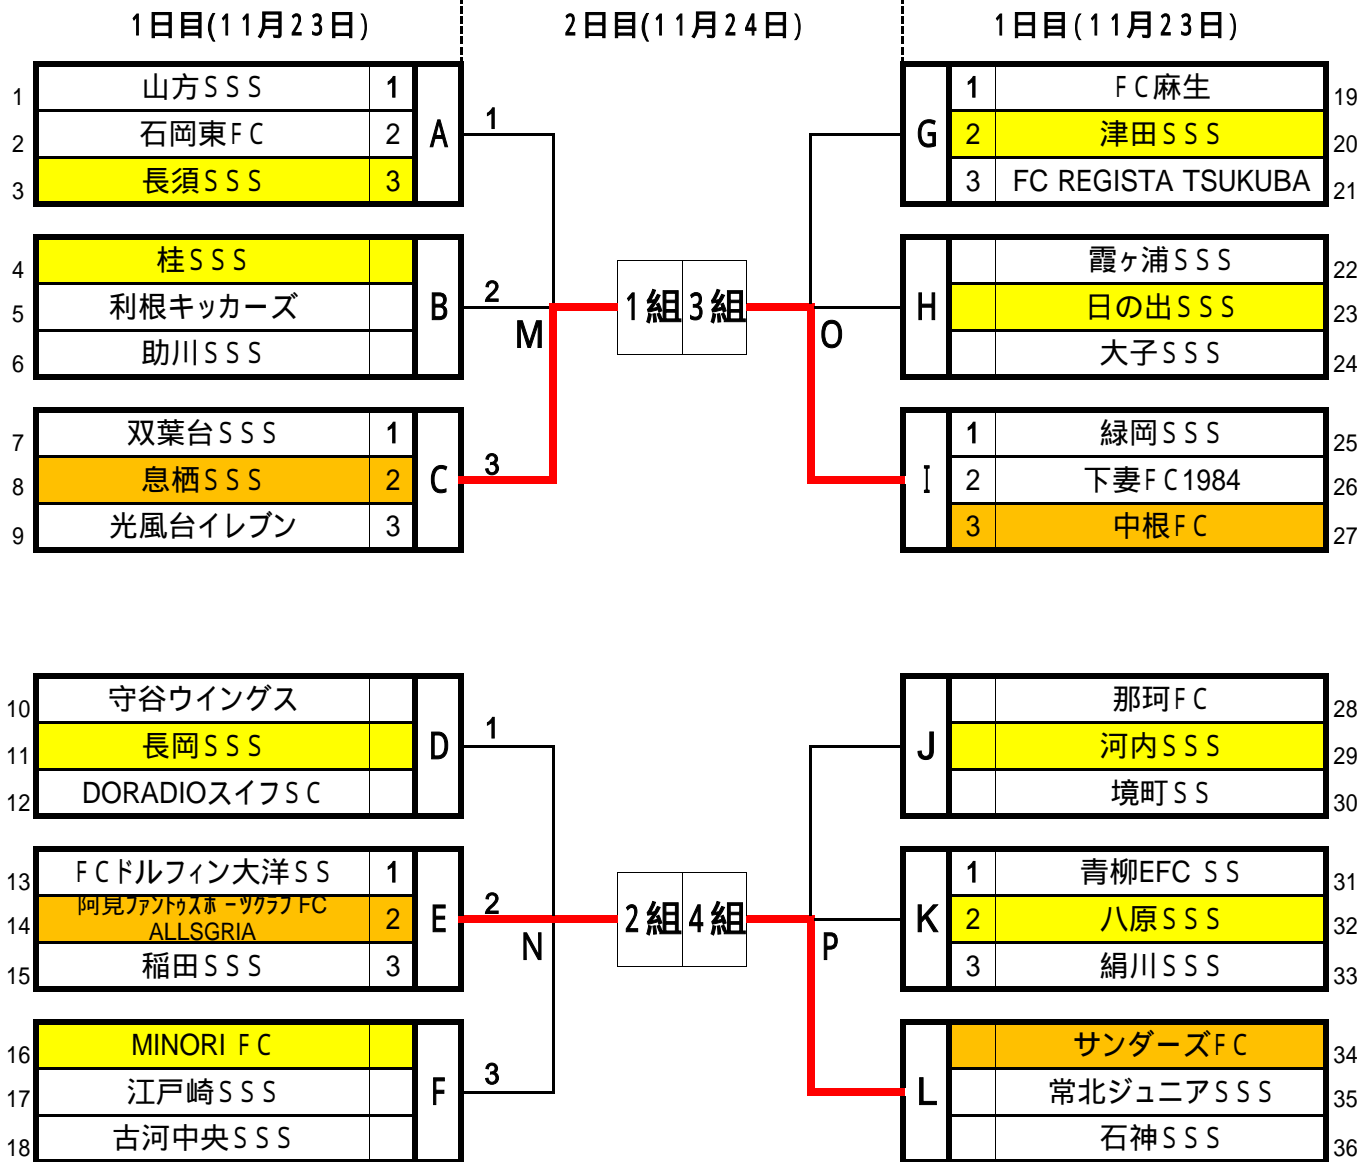 1日目(11月23日)
2日目(11月24日)
1日目(11月23日)
1 山方SSS 1
2 石岡東FC 2
3 長須SSS 3
A 1
4 桂SSS
5 利根キッカーズ
6 助川SSS
B 2
M
7 双葉台SSS 1
8 息栖SSS 2
9 光風台イレブン 3
C 3
1組 3組
G
1 FC麻生 19
2 津田SSS 20
3 FC REGISTA TSUKUBA 21
H
霞ヶ浦SSS 22
日の出SSS 23
大子SSS 24
O
I
1 緑岡SSS 25
2 下妻FC1984 26
3 中根FC 27
10 守谷ウイングス
11 長岡SSS
12 DORADIOスイフSC
D 1
13 FCドルフィン大洋SS 1
14 阿見ファントゥスポーツクラブFC
ALLSGRIA 2
15 稲田SSS 3
E 2
N
16 MINORI FC
17 江戸崎SSS
18 古河中央SSS
F 3
2組 4組
J
那珂FC 28
河内SSS 29
境町SS 30
K
1 青柳EFC SS 31
2 八原SSS 32
3 絹川SSS 33
P
L
サンダーズFC 34
常北ジュニアSSS 35
石神SSS 36